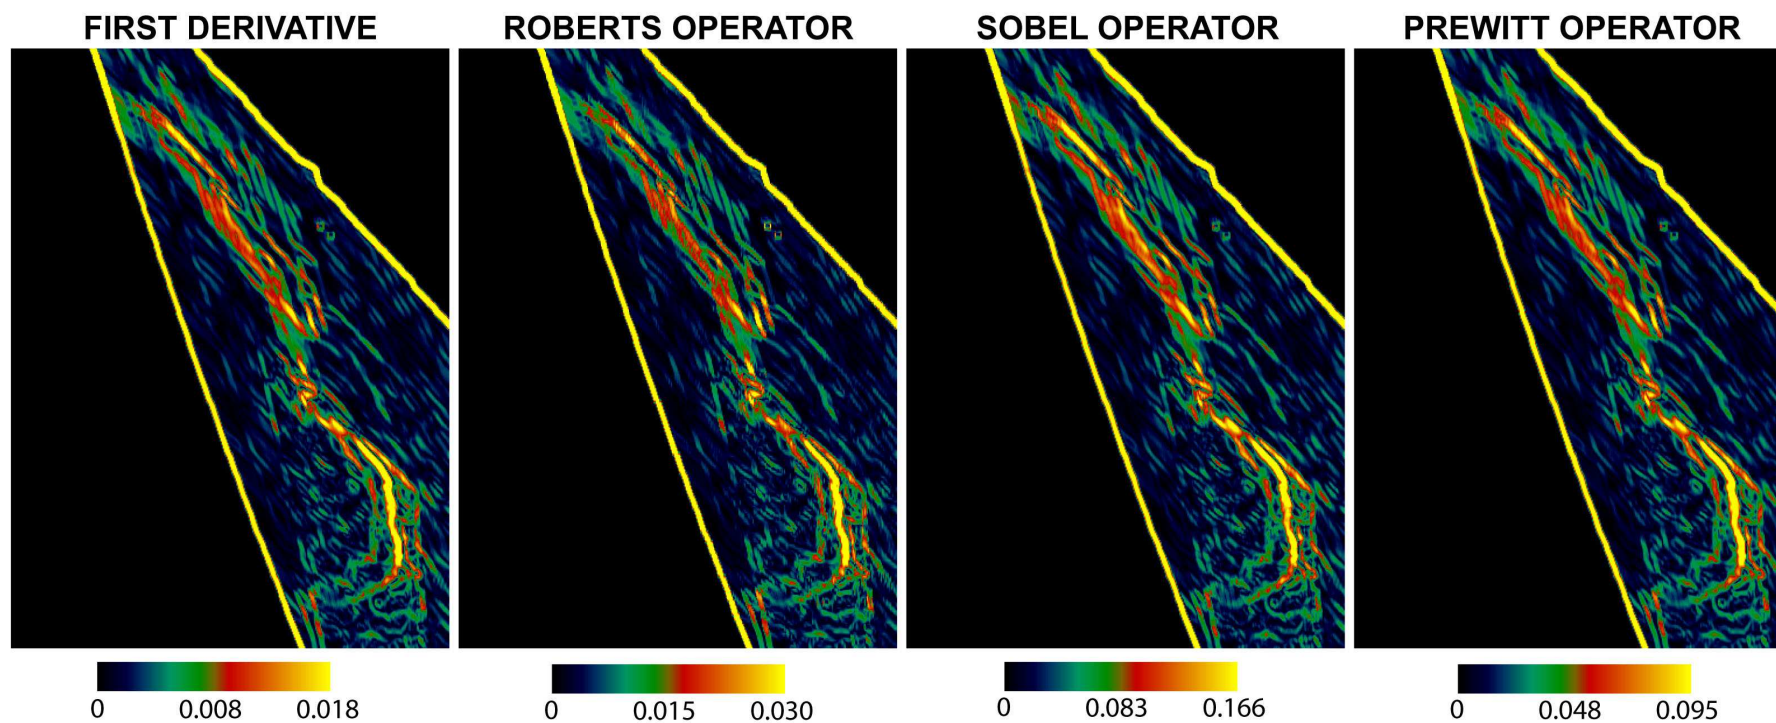 FIRST DERIVATIVE
ROBERTS OPERATOR
SOBEL OPERATOR
PREWITT OPERATOR
0 0.008 0.018
0 0.015 0.030
0 0.083 0.166
0 0.048 0.095